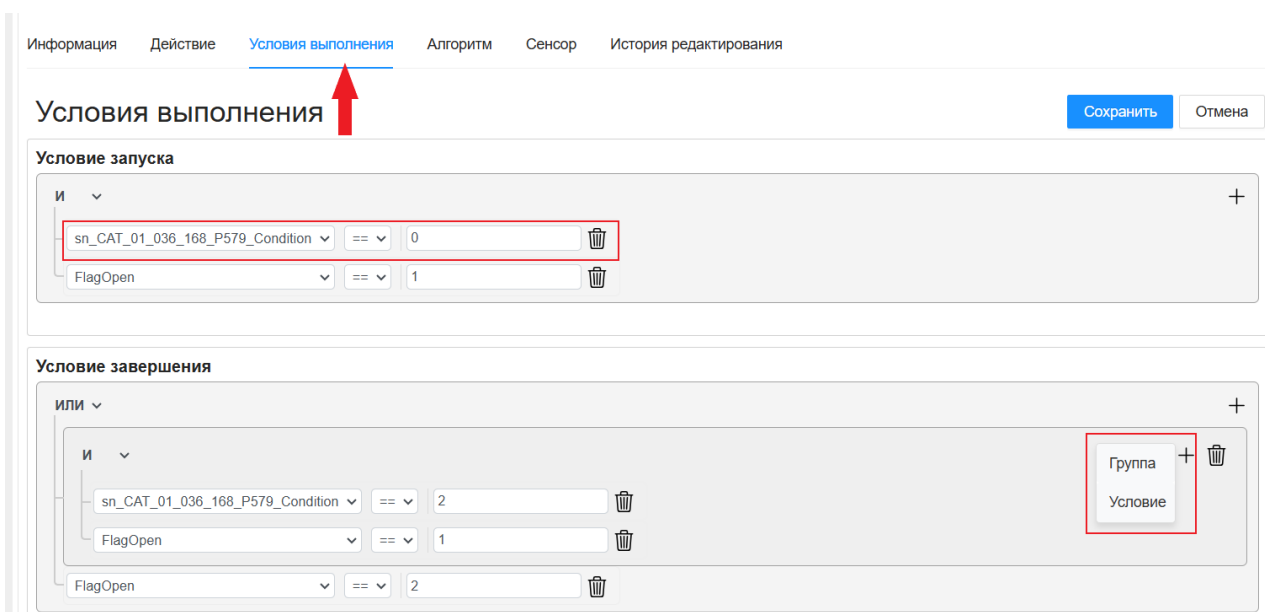 Информация Действие Условия выполнения Алгоритм Сенсор История редактирования
Условия выполнения Сохранить Отмена
Условие запуска
И
sn_CAT_01_036_168_P579_Condition == 0
FlagOpen == 1
Условие завершения
ИЛИ
И
Группа
Условие
sn_CAT_01_036_168_P579_Condition == 2
FlagOpen == 1
FlagOpen == 2